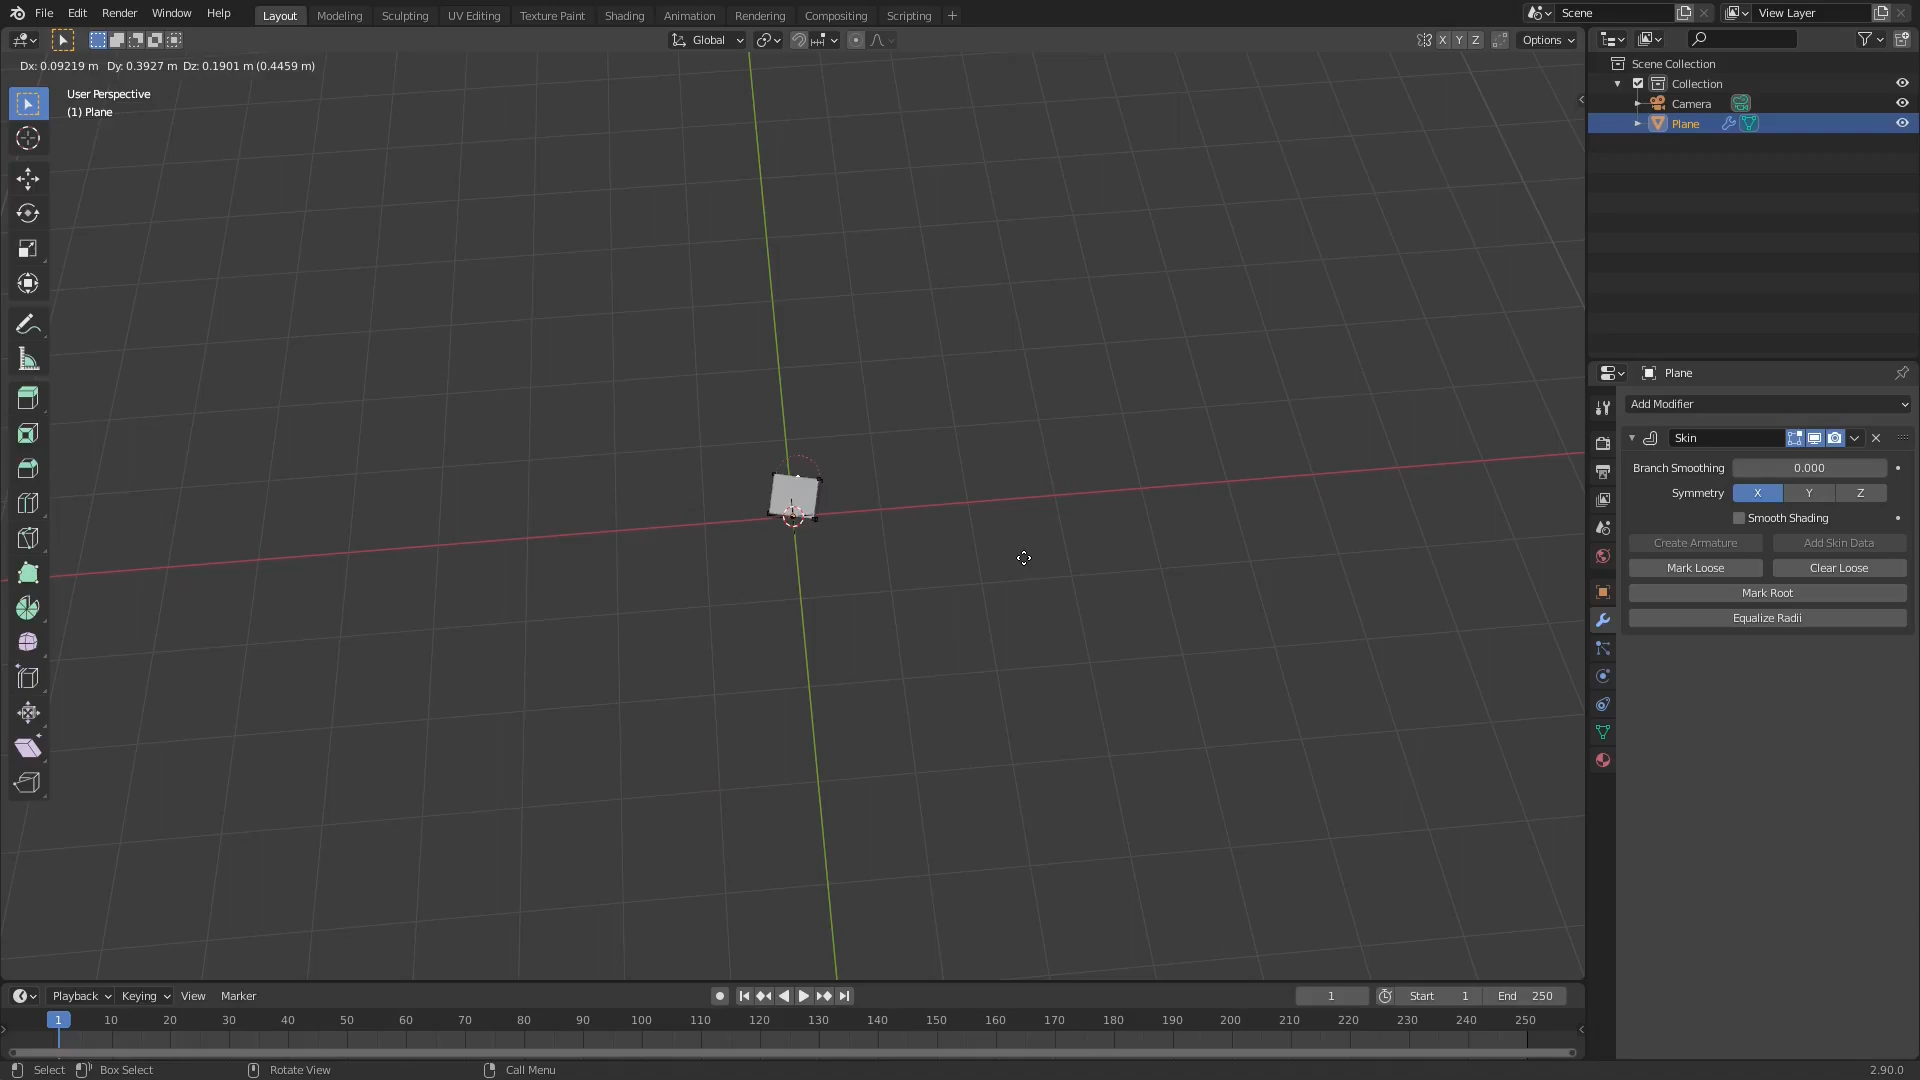 File Edit Render Window Help Layout Modeling Sculpting UV Editing Texture Paint Shading Animation Rendering Compositing Scripting + Scene View Layer
Global X Y Z Options
Dx: 0.09219 m Dy: 0.3927 m Dz: 0.1901 m (0.4459 m)
User Perspective
(1) Plane
Scene Collection
Collection
Camera
Plane
Plane
Add Modifier
Skin
Branch Smoothing 0.000
Symmetry X Y Z
Smooth Shading
Create Armature Add Skin Data
Mark Loose Clear Loose
Mark Root
Equalize Radii
Playback Keying View Marker 1 Start 1 End 250
1 10 20 30 40 50 60 70 80 90 100 110 120 130 140 150 160 170 180 190 200 210 220 230 240 250
Select Box Select Rotate View Call Menu 2.90.0